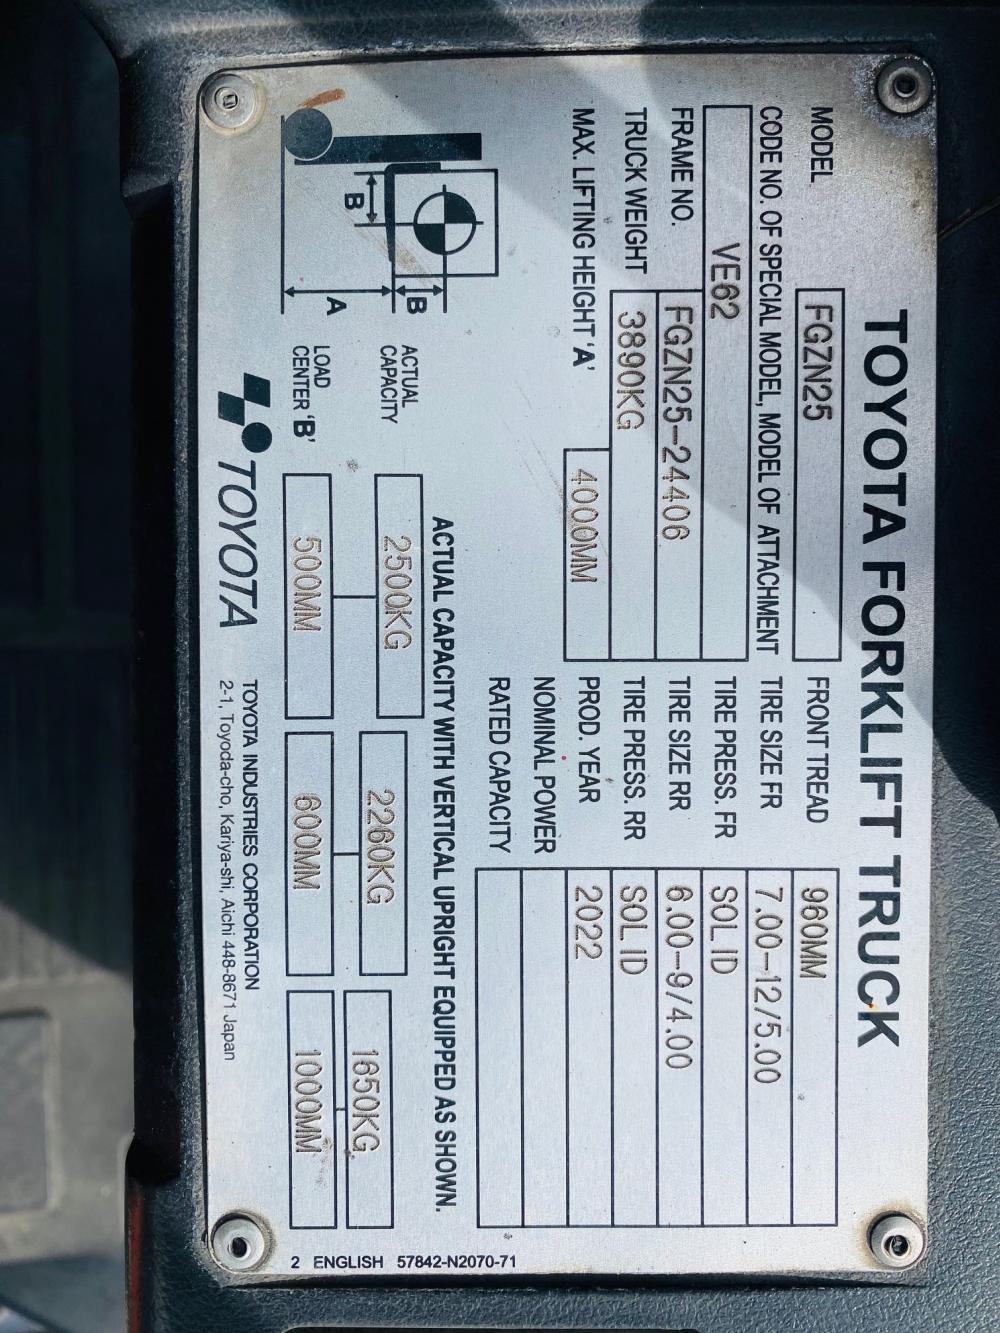 TOYOTA FORKLIFT TRUCK
MODEL FGZN25
CODE NO. OF SPECIAL MODEL, MODEL OF ATTACHMENT
VE62
FRAME NO. FGZN25-24406
TRUCK WEIGHT 3890KG
MAX. LIFTING HEIGHT 'A' 4000MM
FRONT TREAD 960MM
TIRE SIZE FR 7.00-12/5.00
TIRE PRESS. FR SOLID
TIRE SIZE RR 6.00-9/4.00
TIRE PRESS. RR SOLID
PROD. YEAR 2022
NOMINAL POWER
RATED CAPACITY
ACTUAL CAPACITY WITH VERTICAL UPRIGHT EQUIPPED AS SHOWN.
B
B
A
ACTUAL
CAPACITY 2500KG 2260KG 1650KG
LOAD
CENTER 'B' 500MM 600MM 1000MM
TOYOTA
TOYOTA INDUSTRIES CORPORATION
2-1, Toyoda-cho, Kariya-shi, Aichi 448-8671 Japan
2 ENGLISH 57842-N2070-71